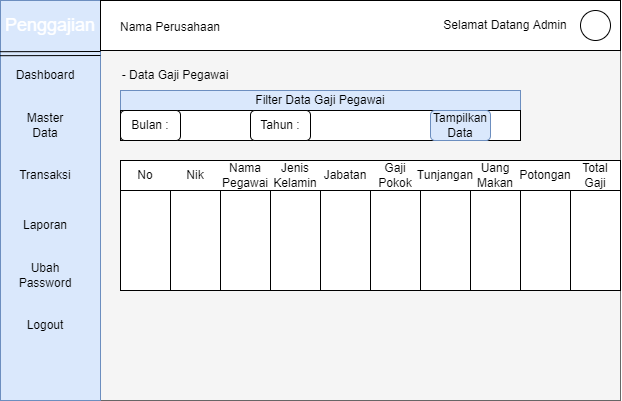 Penggajian
Nama Perusahaan
Selamat Datang Admin
Dashboard
Master
Data
Transaksi
Laporan
Ubah
Password
Logout
- Data Gaji Pegawai
Filter Data Gaji Pegawai
Bulan :
Tahun :
Tampilkan
Data
No
Nik
Nama
Pegawai
Jenis
Kelamin
Jabatan
Gaji
Pokok
Tunjangan
Uang
Makan
Potongan
Total
Gaji